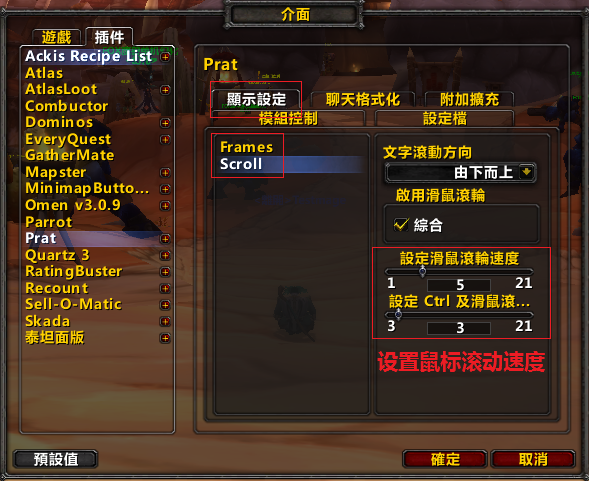 介面
遊戲
插件
Ackis Recipe List
Atlas
AtlasLoot
Combuctor
Dominos
EveryQuest
GatherMate
Mapster
MinimapButto...
Omen v3.0.9
Parrot
Prat
Quartz 3
RatingBuster
Recount
Sell-O-Matic
Skada
泰坦面版
Prat
顯示設定
聊天格式化
附加擴充
模組控制
設定檔
Frames
Scroll
文字滾動方向
由下而上
啟用滑鼠滾輪
綜合
設定滑鼠滾輪速度
1 5 21
設定 Ctrl 及滑鼠滾...
3 3 21
设置鼠标滚动速度
預設值
確定
取消